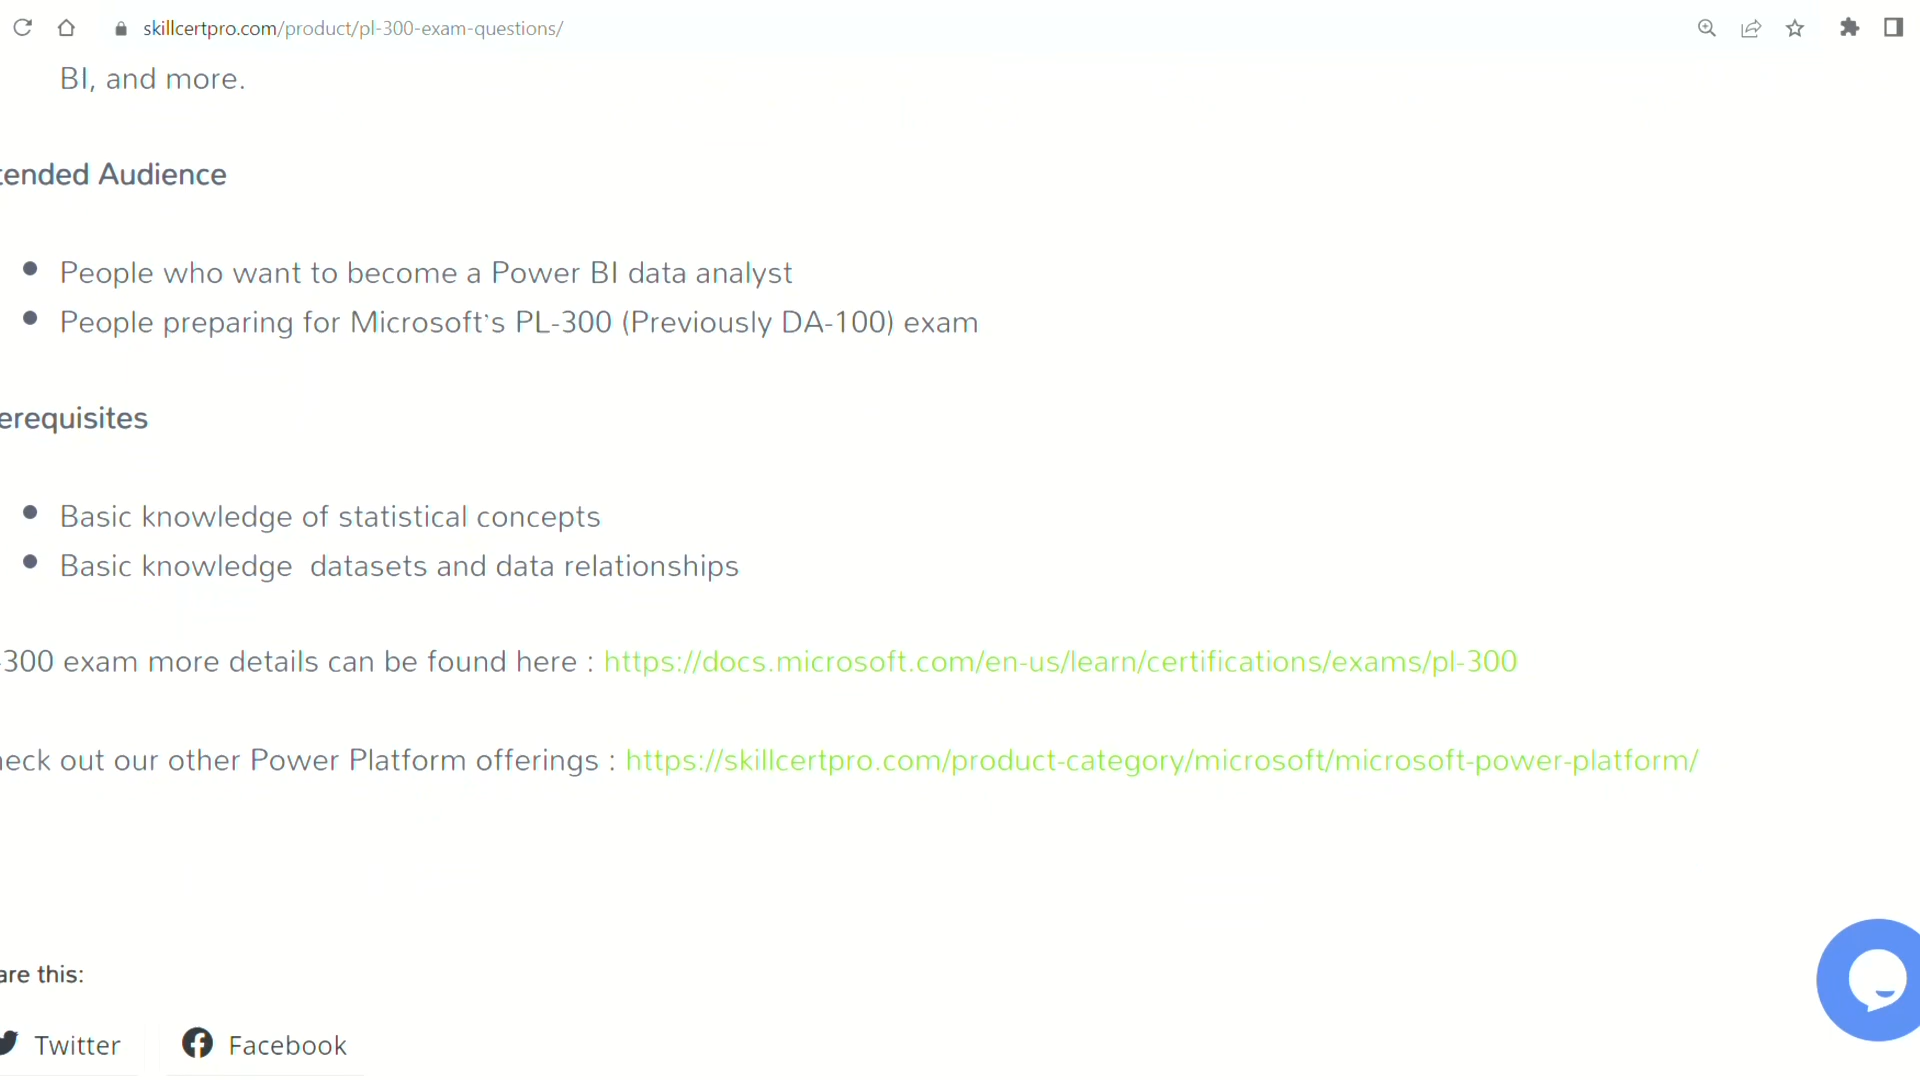 skillcertpro.com/product/pl-300-exam-questions/
BI, and more.
tended Audience
People who want to become a Power BI data analyst
People preparing for Microsoft's PL-300 (Previously DA-100) exam
erequisites
Basic knowledge of statistical concepts
Basic knowledge  datasets and data relationships
-300 exam more details can be found here : https://docs.microsoft.com/en-us/learn/certifications/exams/pl-300
eck out our other Power Platform offerings : https://skillcertpro.com/product-category/microsoft/microsoft-power-platform/
are this:
Twitter
Facebook